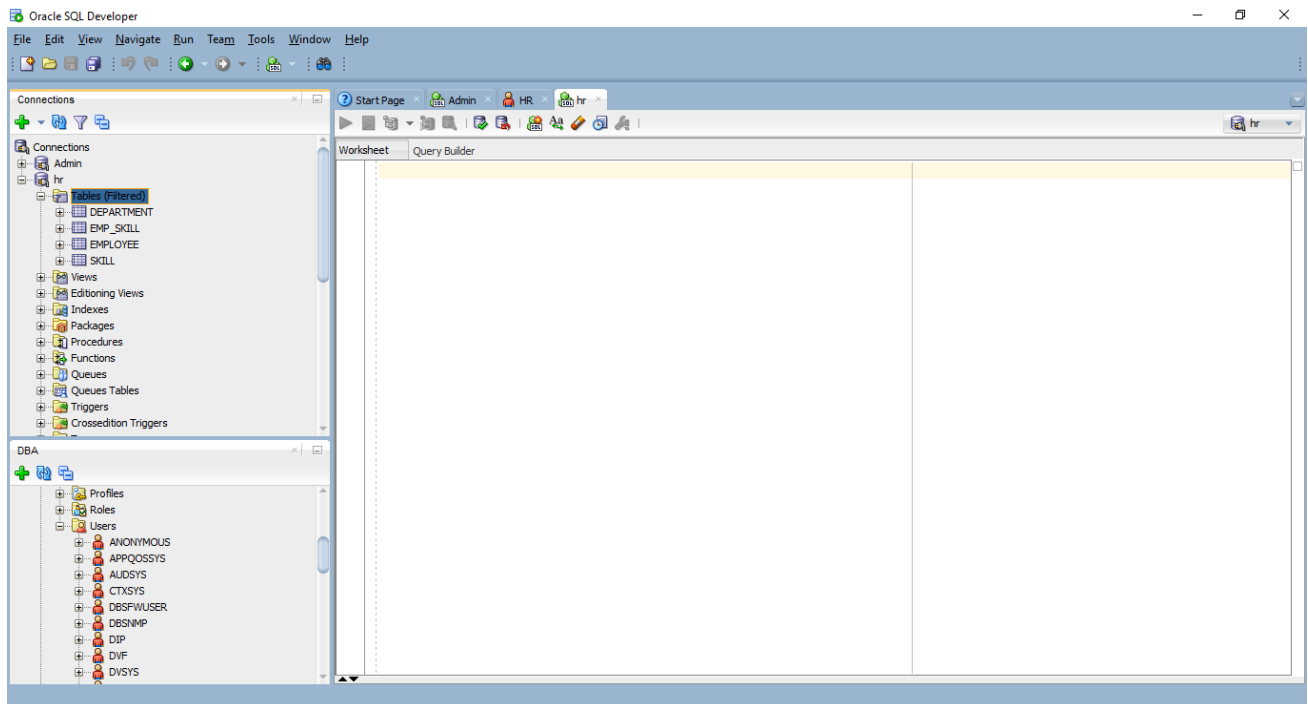 Oracle SQL Developer
File Edit View Navigate Run Team Tools Window Help
Connections
Start Page Admin HR hr
hr
Worksheet Query Builder
Connections
Admin
hr
Tables (Filtered)
DEPARTMENT
EMP_SKILL
EMPLOYEE
SKILL
Views
Editioning Views
Indexes
Packages
Procedures
Functions
Queues
Queues Tables
Triggers
Crossedition Triggers
DBA
Profiles
Roles
Users
ANONYMOUS
APPQOSSYS
AUDSYS
CTXSYS
DBSFWUSER
DBSNMP
DIP
DVF
DVSYS